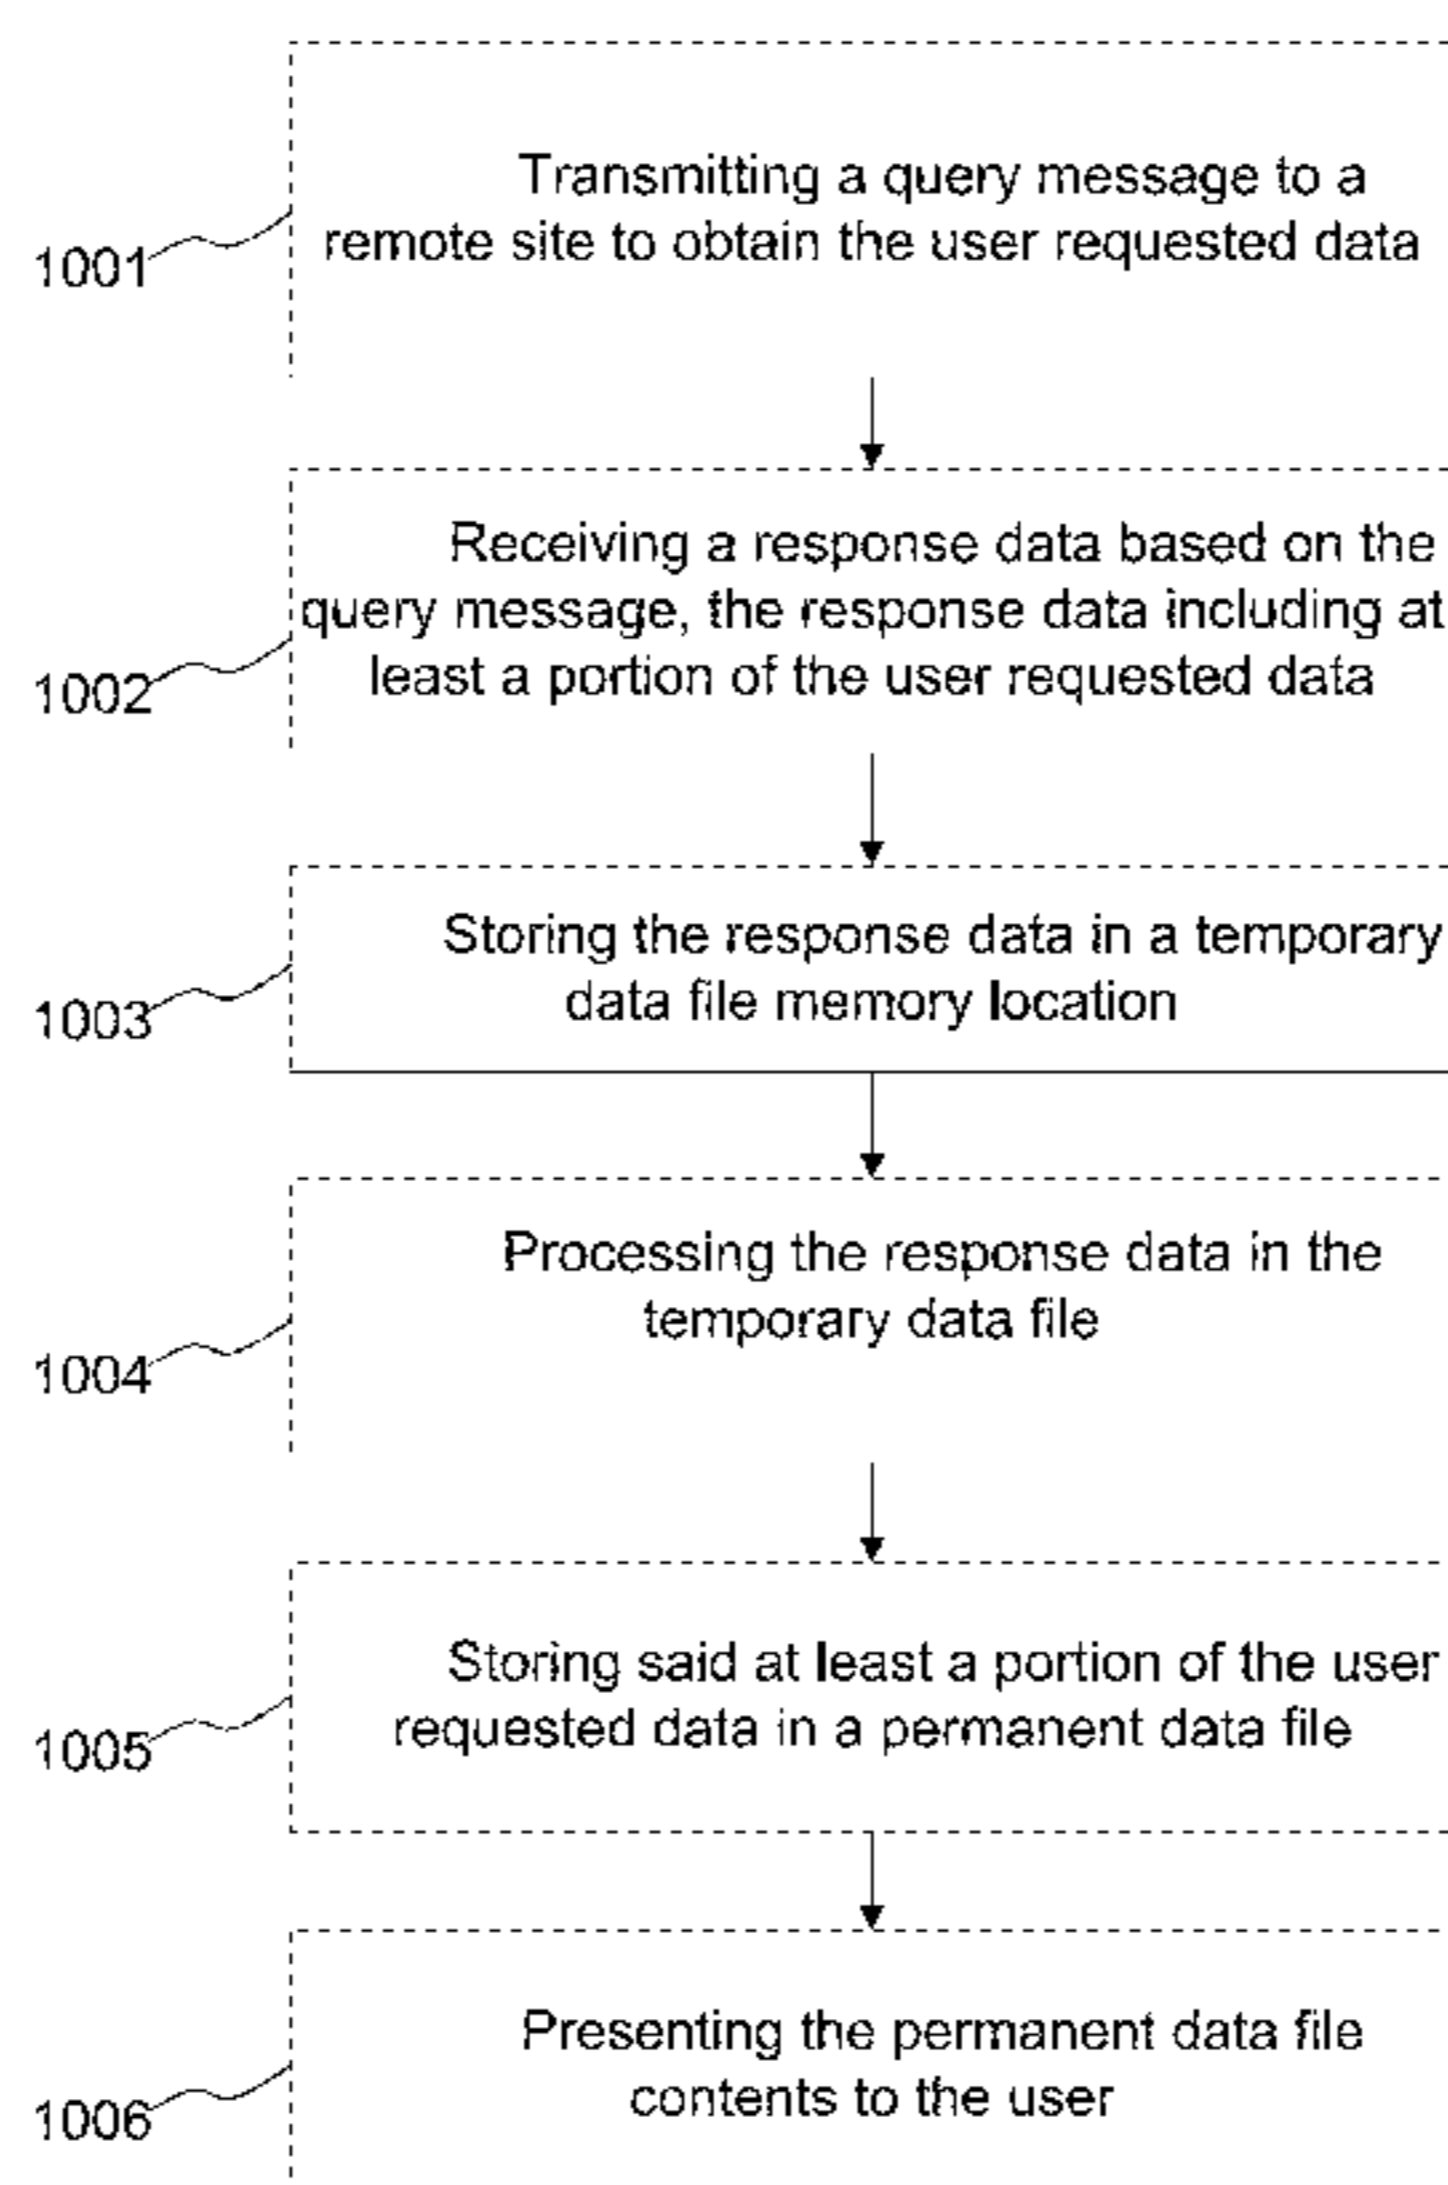 Transmitting a query message to a
remote site to obtain the user requested data
1001
Receiving a response data based on the
query message, the response data including at
least a portion of the user requested data
1002
Storing the response data in a temporary
data file memory location
1003
Processing the response data in the
temporary data file
1004
Storing said at least a portion of the user
requested data in a permanent data file
1005
Presenting the permanent data file
contents to the user
1006